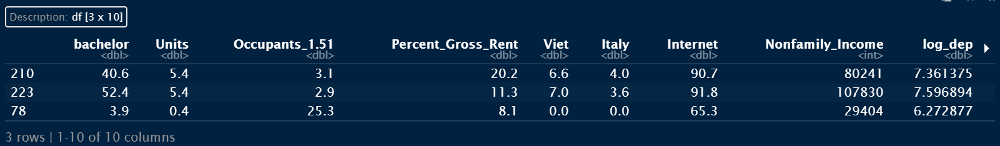 Description: df [3 x 10]
bachelor Units Occupants_1.51 Percent_Gross_Rent Viet Italy Internet Nonfamily_Income log_dep
<dbl> <dbl> <dbl> <dbl> <dbl> <dbl> <dbl> <int> <dbl>
210 40.6 5.4 3.1 20.2 6.6 4.0 90.7 80241 7.361375
223 52.4 5.4 2.9 11.3 7.0 3.6 91.8 107830 7.596894
78 3.9 0.4 25.3 8.1 0.0 0.0 65.3 29404 6.272877
3 rows | 1-10 of 10 columns